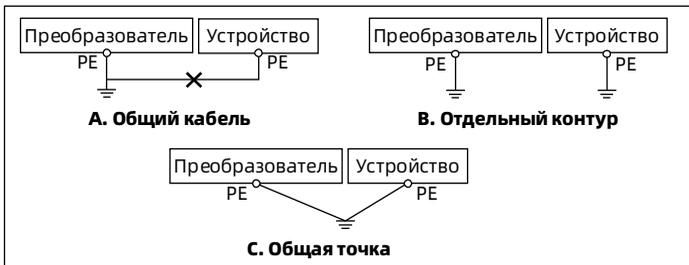 Преобразователь Устройство Преобразователь Устройство
PE PE PE PE
A. Общий кабель B. Отдельный контур
Преобразователь Устройство
PE PE
C. Общая точка